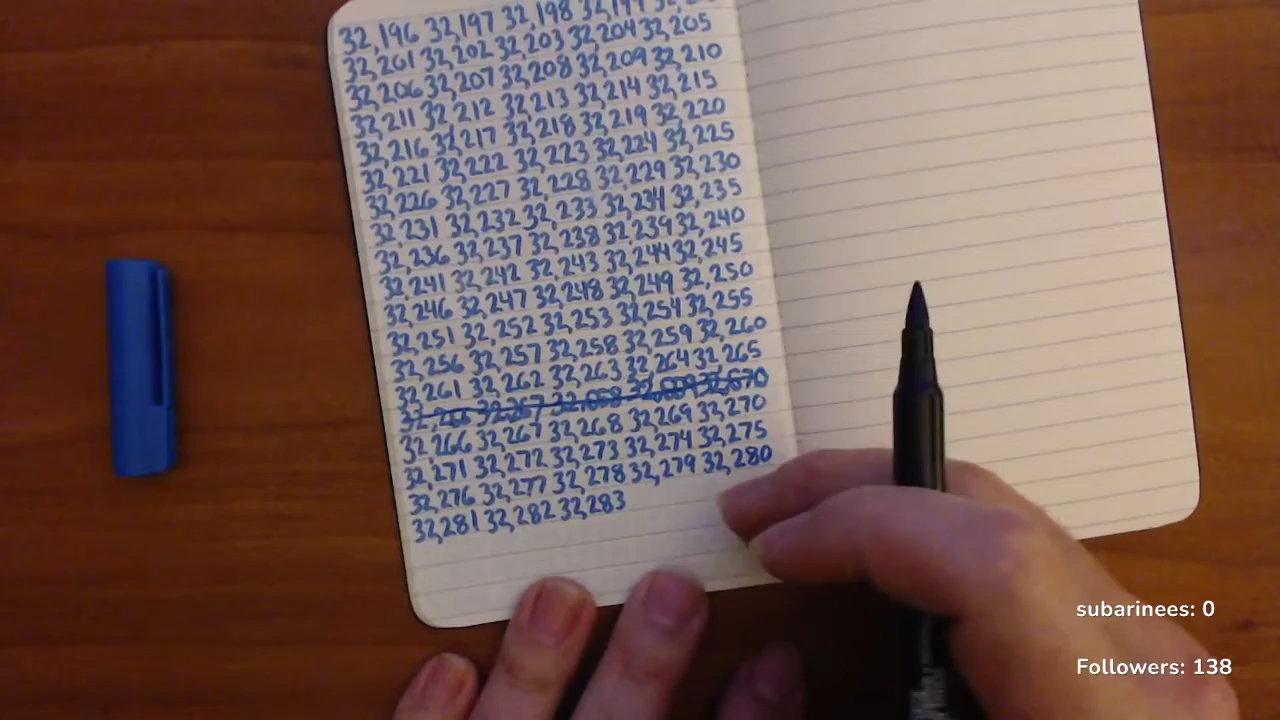 32,196 32,197 32,198 32,199
32,201 32,202 32,203 32,204 32,205
32,206 32,207 32,208 32,209 32,210
32,211 32,212 32,213 32,214 32,215
32,216 32,217 32,218 32,219 32,220
32,221 32,222 32,223 32,224 32,225
32,226 32,227 32,228 32,229 32,230
32,231 32,232 32,233 32,234 32,235
32,236 32,237 32,238 32,239 32,240
32,241 32,242 32,243 32,244 32,245
32,246 32,247 32,248 32,249 32,250
32,251 32,252 32,253 32,254 32,255
32,256 32,257 32,258 32,259 32,260
32,261 32,262 32,263 32,264 32,265
32,266 32,267 32,668 32,669 32,670
32,266 32,267 32,268 32,269 32,270
32,271 32,272 32,273 32,274 32,275
32,276 32,277 32,278 32,279 32,280
32,281 32,282 32,283
subarinees: 0
Followers: 138